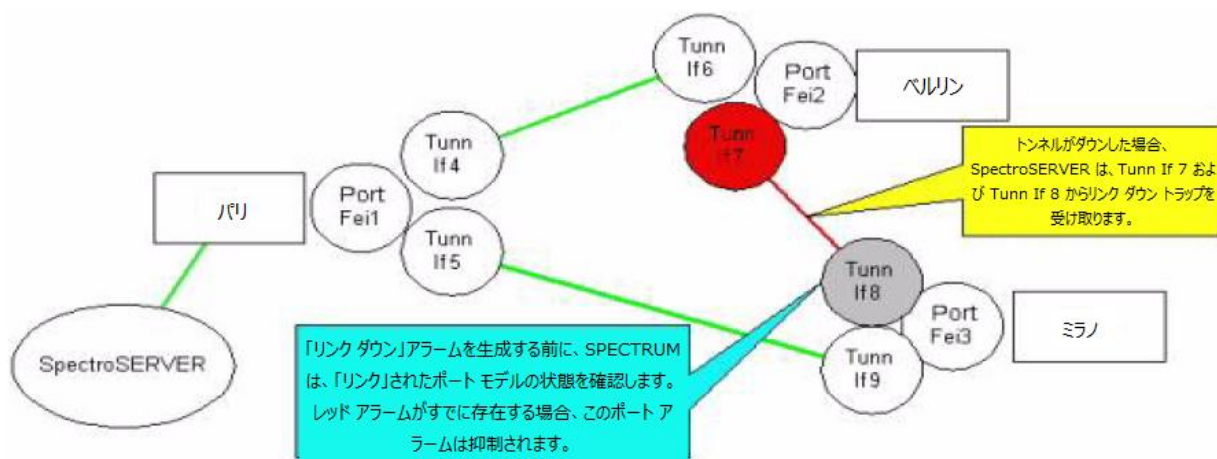 Tunn
If6
Port
Fei2
ベルリン
Tunn
If7
トンネルがダウンした場合、
SpectroSERVER は、Tunn If 7 およ
び Tunn If 8 からリンク ダウン トラップを
受け取ります。
Tunn
If4
パリ
Port
Fei1
Tunn
If5
Tunn
If8
Port
Fei3
ミラノ
Tunn
If9
SpectroSERVER
「リンク ダウン」アラームを生成する前に、SPECTRUM
は、「リンク」されたポート モデルの状態を確認します。
レッド アラームがすでに存在する場合、このポート ア
ラームは抑制されます。